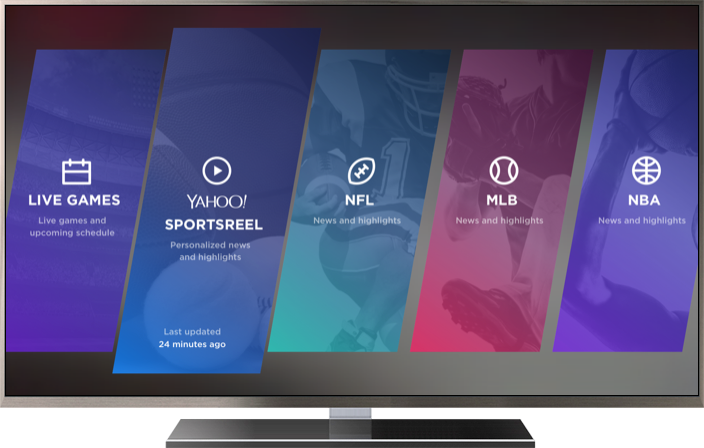 LIVE GAMES
Live games and
upcoming schedule
YAHOO!
SPORTSREEL
Personalized news
and highlights
Last updated
24 minutes ago
NFL
News and highlights
1
MLB
News and highlights
NBA
News and highlights